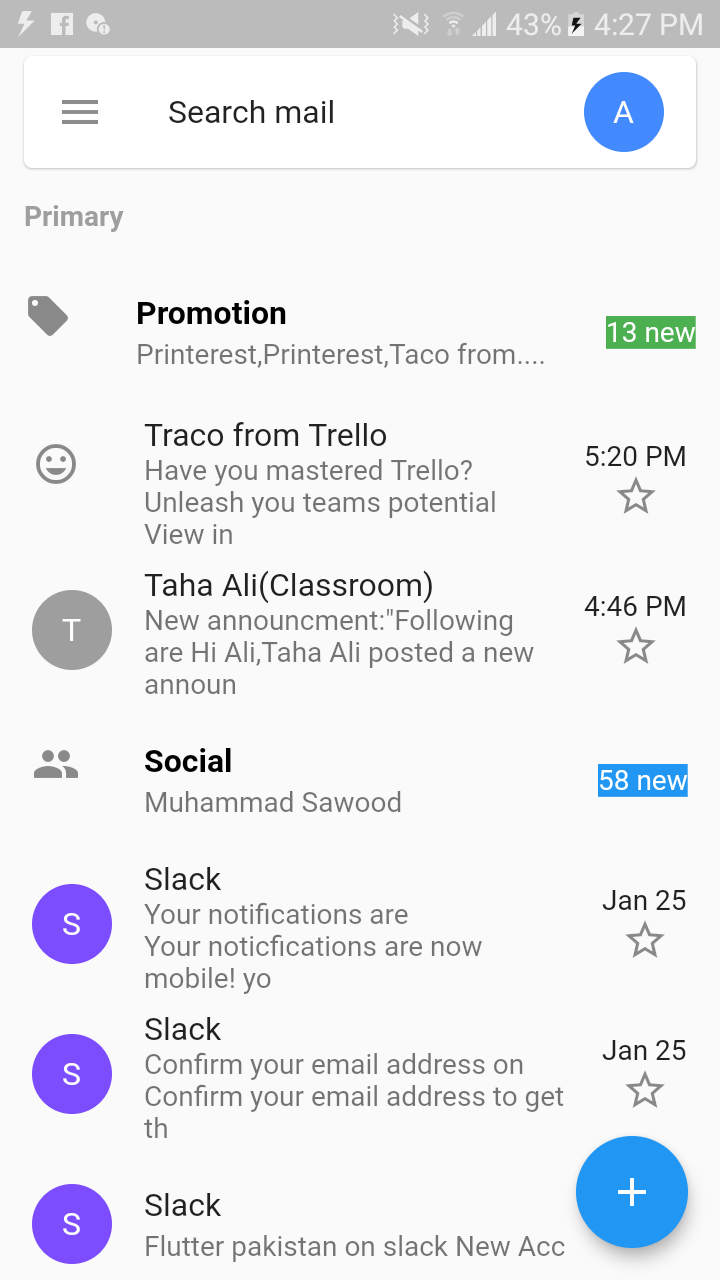 43% 4:27 PM
Search mail
A
Primary
Promotion
13 new
Printerest,Printerest,Taco from....
Traco from Trello
5:20 PM
Have you mastered Trello?
Unleash you teams potential
View in
Taha Ali(Classroom)
4:46 PM
T
New announcment:"Following
are Hi Ali,Taha Ali posted a new
announ
Social
58 new
Muhammad Sawood
Slack
Jan 25
S
Your notifications are
Your noticfications are now
mobile! yo
Slack
Jan 25
S
Confirm your email address on
Confirm your email address to get
th
Slack
S
Flutter pakistan on slack New Acc